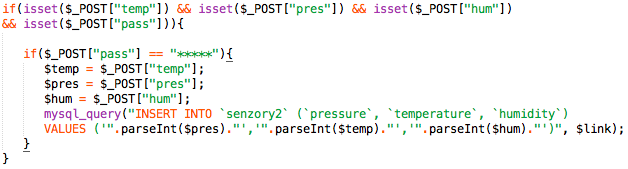 if(isset($_POST["temp"]) && isset($_POST["pres"]) && isset($_POST["hum"])
&& isset($_POST["pass"])){
if($_POST["pass"] == "*****"){
$temp = $_POST["temp"];
$pres = $_POST["pres"];
$hum = $_POST["hum"];
mysql_query("INSERT INTO `senzory2` (`pressure`, `temperature`, `humidity`)
VALUES ('".parseInt($pres)."','".parseInt($temp)."','".parseInt($hum)."')", $link);
}
}